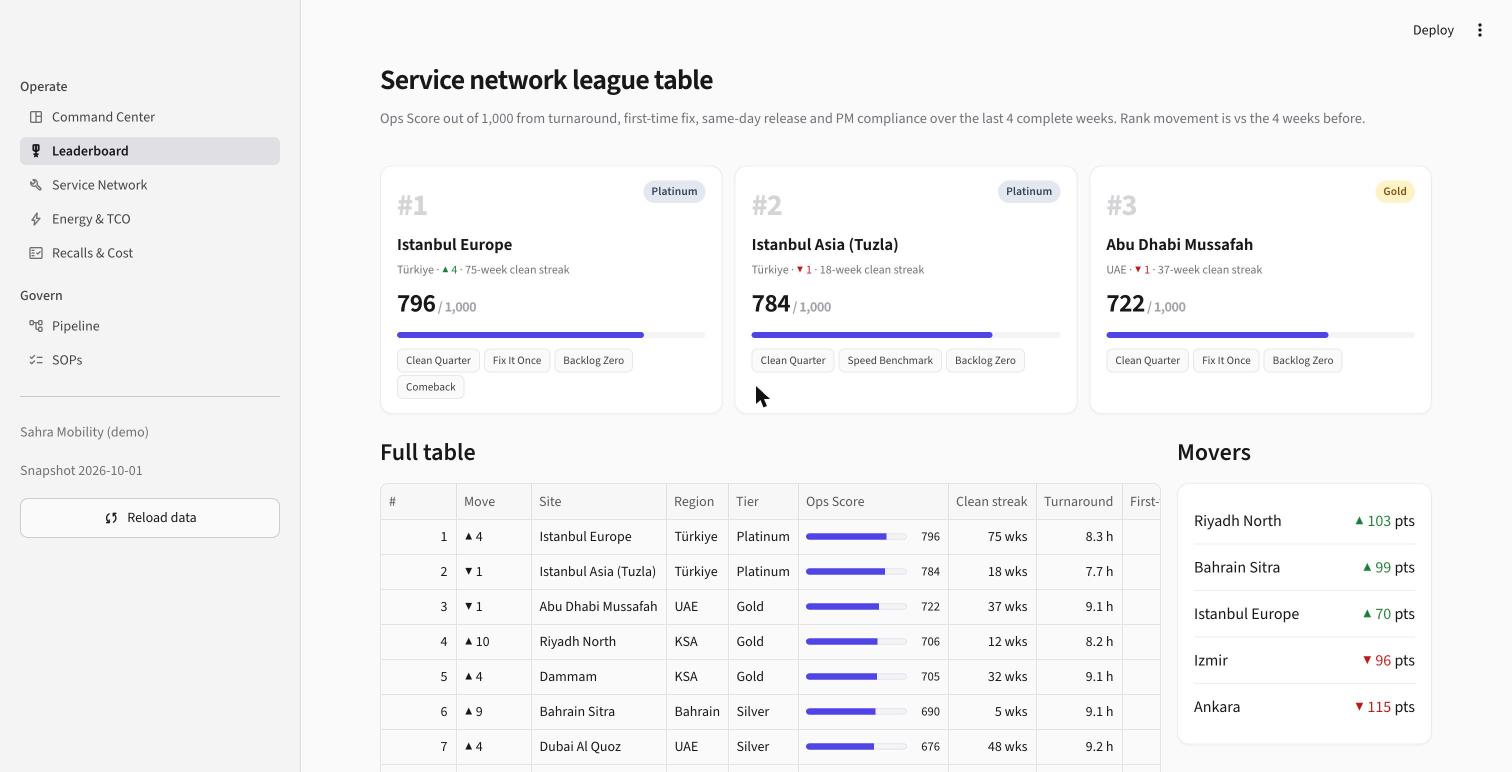 Deploy
Operate
Command Center
Leaderboard
Service Network
Energy & TCO
Recalls & Cost
Govern
Pipeline
SOPs
Sahra Mobility (demo)
Snapshot 2026-10-01
Reload data
Service network league table
Ops Score out of 1,000 from turnaround, first-time fix, same-day release and PM compliance over the last 4 complete weeks. Rank movement is vs the 4 weeks before.
#1 Platinum
Istanbul Europe
Türkiye · ▲ 4 · 75-week clean streak
796 / 1,000
Clean Quarter Fix It Once Backlog Zero
Comeback
#2 Platinum
Istanbul Asia (Tuzla)
Türkiye · ▼ 1 · 18-week clean streak
784 / 1,000
Clean Quarter Speed Benchmark Backlog Zero
#3 Gold
Abu Dhabi Mussafah
UAE · ▼ 1 · 37-week clean streak
722 / 1,000
Clean Quarter Fix It Once Backlog Zero
Full table
# Move Site Region Tier Ops Score Clean streak Turnaround First-
1 ▲ 4 Istanbul Europe Türkiye Platinum 796 75 wks 8.3 h
2 ▼ 1 Istanbul Asia (Tuzla) Türkiye Platinum 784 18 wks 7.7 h
3 ▼ 1 Abu Dhabi Mussafah UAE Gold 722 37 wks 9.1 h
4 ▲ 10 Riyadh North KSA Gold 706 12 wks 8.2 h
5 ▲ 4 Dammam KSA Gold 705 32 wks 9.1 h
6 ▲ 9 Bahrain Sitra Bahrain Silver 690 5 wks 9.1 h
7 ▲ 4 Dubai Al Quoz UAE Silver 676 48 wks 9.2 h
Movers
Riyadh North ▲ 103 pts
Bahrain Sitra ▲ 99 pts
Istanbul Europe ▲ 70 pts
Izmir ▼ 96 pts
Ankara ▼ 115 pts